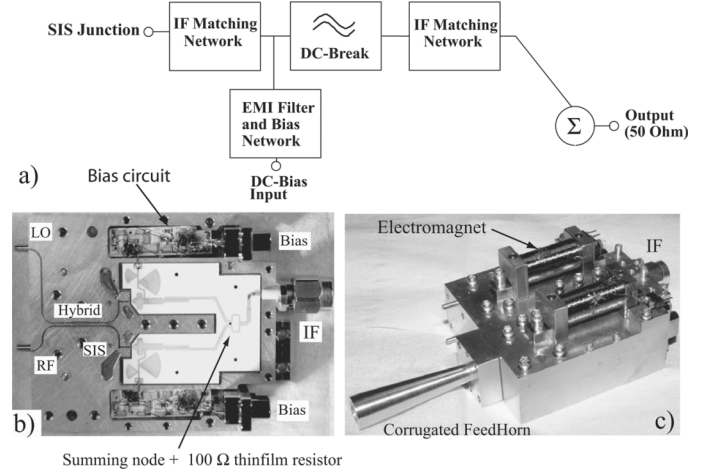 SIS Junction
IF Matching
Network
DC-Break
IF Matching
Network
EMI Filter
and Bias
Network
DC-Bias
Input
Σ
Output
(50 Ohm)
a)
Bias circuit
LO
Bias
Hybrid
SIS
RF
IF
Bias
b)
Summing node + 100 Ω thinfilm resistor
Electromagnet
IF
Corrugated FeedHorn
c)